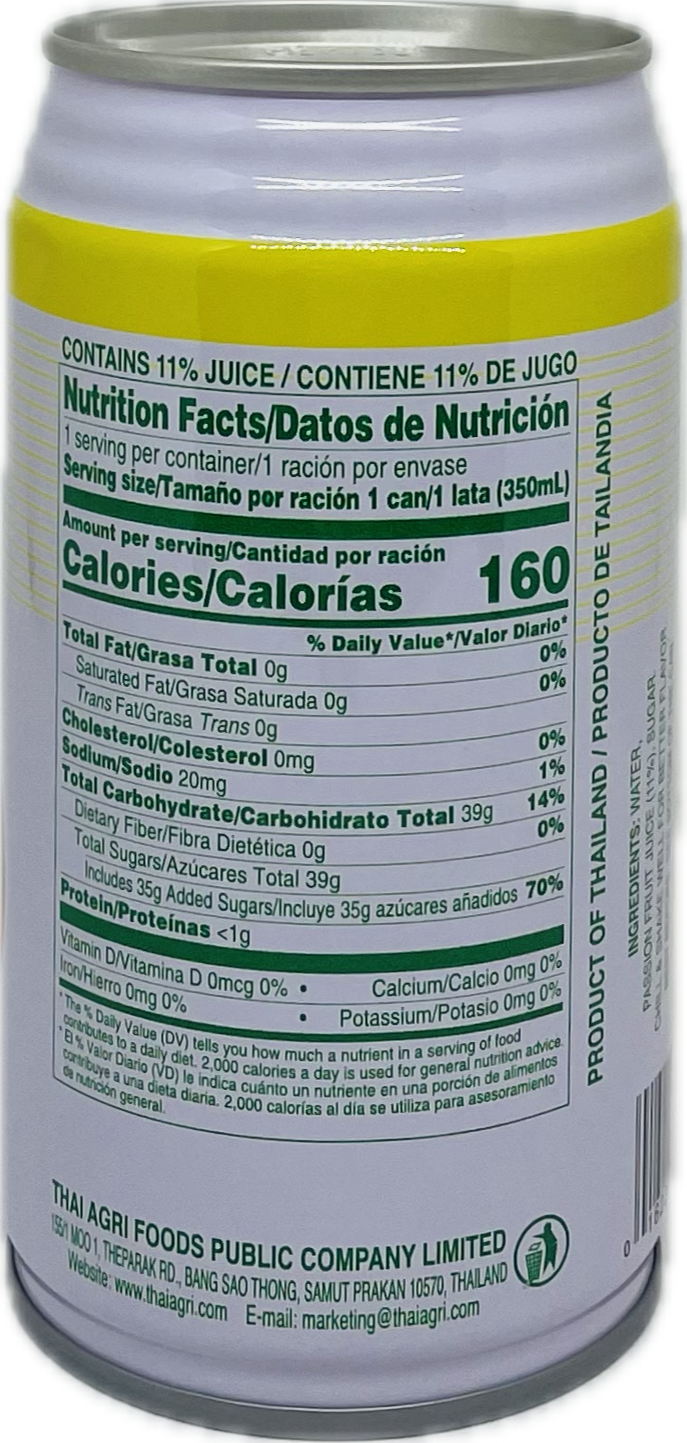 CONTAINS 11% JUICE / CONTIENE 11% DE JUGO
Nutrition Facts/Datos de Nutrición
1 serving per container/1 ración por envase
Serving size/Tamaño por ración 1 can/1 lata (350mL)
Amount per serving/Cantidad por ración
Calories/Calorías 160
% Daily Value*/Valor Diario*
Total Fat/Grasa Total 0g 0%
Saturated Fat/Grasa Saturada 0g 0%
Trans Fat/Grasa Trans 0g
Cholesterol/Colesterol 0mg 0%
Sodium/Sodio 20mg 1%
Total Carbohydrate/Carbohidrato Total 39g 14%
Dietary Fiber/Fibra Dietética 0g 0%
Total Sugars/Azúcares Total 39g
Includes 35g Added Sugars/Incluye 35g azúcares añadidos 70%
Protein/Proteínas <1g
Vitamin D/Vitamina D 0mcg 0% • Calcium/Calcio 0mg 0%
Iron/Hierro 0mg 0% • Potassium/Potasio 0mg 0%
* The % Daily Value (DV) tells you how much a nutrient in a serving of food
contributes to a daily diet. 2,000 calories a day is used for general nutrition advice.
* El % Valor Diario (VD) le indica cuánto un nutriente en una porción de alimentos
contribuye a una dieta diaria. 2,000 calorías al día se utiliza para asesoramiento
de nutrición general.
THAI AGRI FOODS PUBLIC COMPANY LIMITED
155/1 MOO 1, THEPARAK RD., BANG SAO THONG, SAMUT PRAKAN 10570, THAILAND
Website: www.thaiagri.com E-mail: marketing@thaiagri.com
PRODUCT OF THAILAND / PRODUCTO DE TAILANDIA
INGREDIENTS: WATER,
PASSION FRUIT JUICE (11%), SUGAR.
CHILL & SHAKE WELL FOR BETTER FLAVOR
0